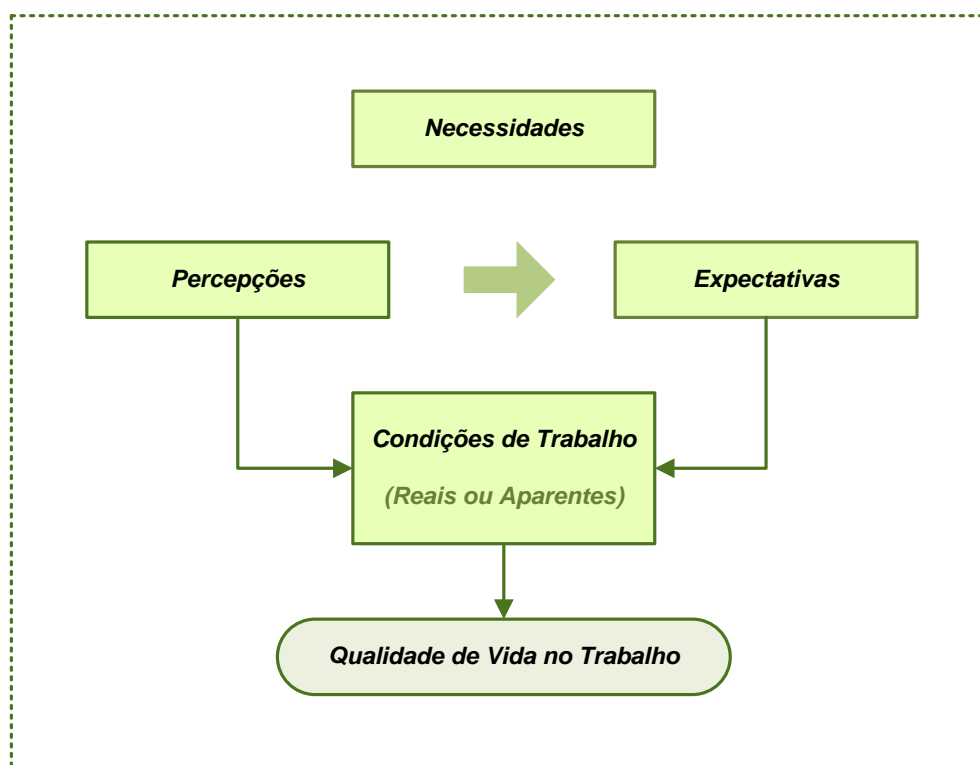 Necessidades
Percepções
Expectativas
Condições de Trabalho
(Reais ou Aparentes)
Qualidade de Vida no Trabalho